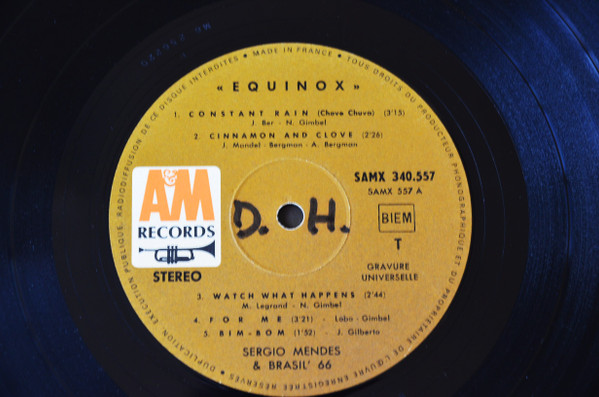 DUPLICATION, EXÉCUTION PUBLIQUE, RADIODIFFUSION DE CE DISQUE INTERDITES • MADE IN FRANCE • TOUS DROITS DU PRODUCTEUR PHONOGRAPHIQUE ET DU PROPRIÉTAIRE DE L'ŒUVRE ENREGISTRÉE RÉSERVÉS
« EQUINOX »
1. CONSTANT RAIN (Chove Chova) (3'15)
J. Ber - N. Gimbel
2. CINNAMON AND CLOVE (2'26)
J. Mandel - Bergman - A. Bergman
A&M
RECORDS
STEREO
D. H.
SAMX 340.557
SAMX 557 A
BIEM
T
GRAVURE
UNIVERSELLE
3. WATCH WHAT HAPPENS (2'44)
M. Legrand - N. Gimbel
4. FOR ME (3'21) - Lobo - Gimbel
5. BIM-BOM (1'52) - J. Gilberto
SERGIO MENDES
& BRASIL' 66